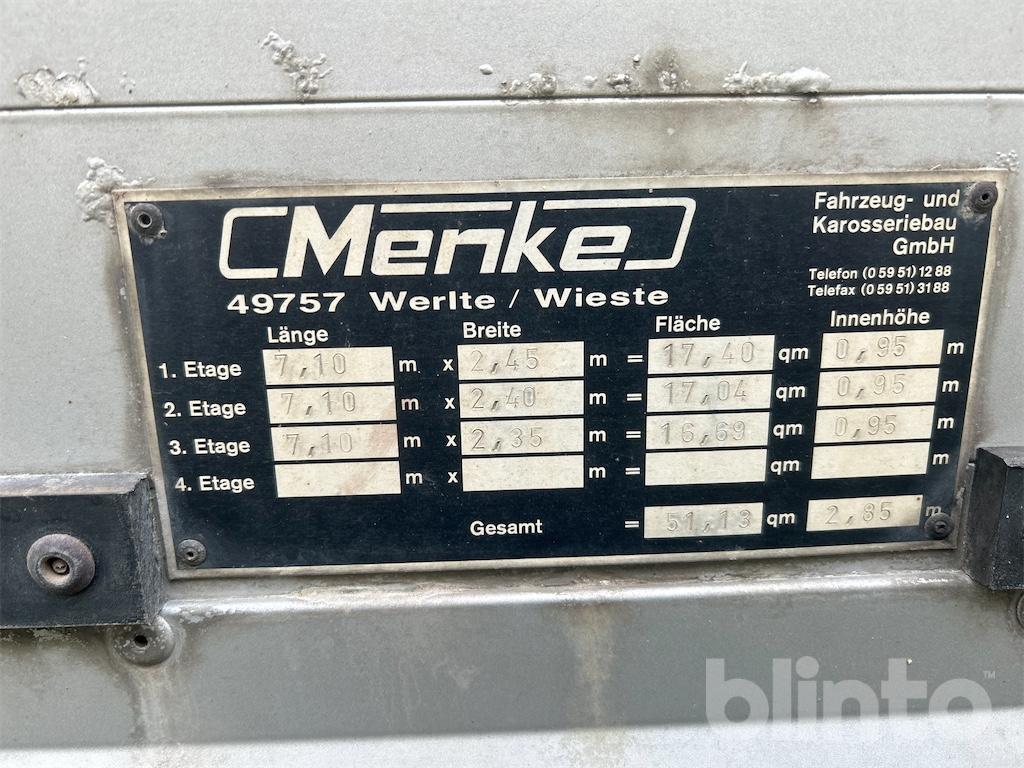 Menke
Fahrzeug- und
Karosseriebau
GmbH
Telefon (0 59 51) 12 88
Telefax (0 59 51) 31 88
49757 Werlte / Wieste
Länge Breite Fläche Innenhöhe
1. Etage 7,10 m x 2,45 m = 17,40 qm 0,95 m
2. Etage 7,10 m x 2,40 m = 17,04 qm 0,95 m
3. Etage 7,10 m x 2,35 m = 16,69 qm 0,95 m
4. Etage m x m = qm m
Gesamt = 51,13 qm 2,85 m
blinto™